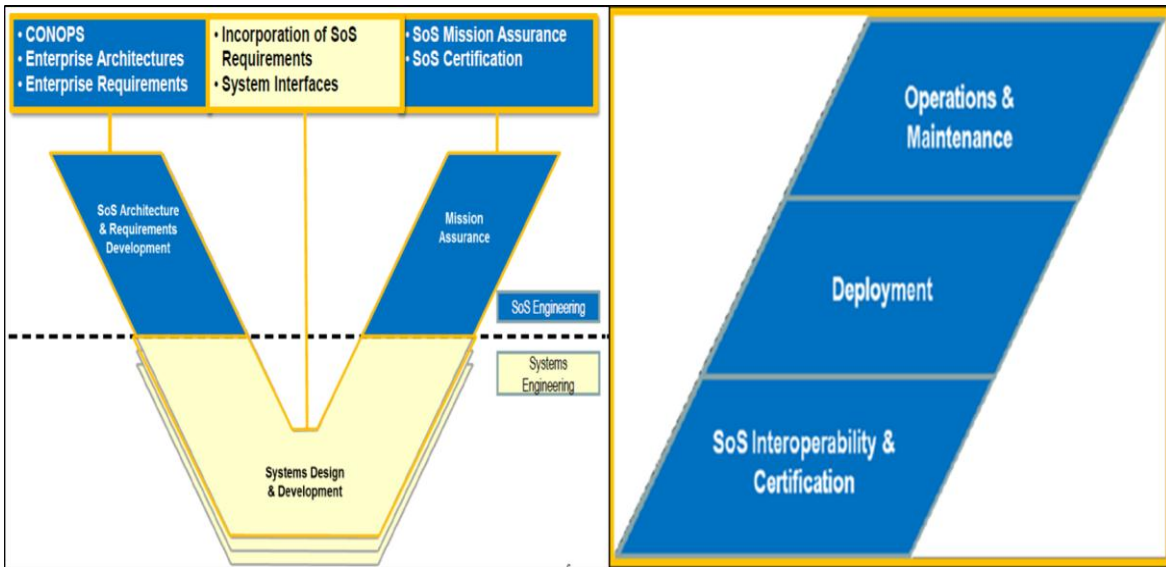 • CONOPS
• Enterprise Architectures
• Enterprise Requirements
• Incorporation of SoS
Requirements
• System Interfaces
• SoS Mission Assurance
• SoS Certification
SoS Architecture
& Requirements
Development
Mission
Assurance
SoS Engineering
Systems
Engineering
Systems Design
& Development
Operations &
Maintenance
Deployment
SoS Interoperability &
Certification